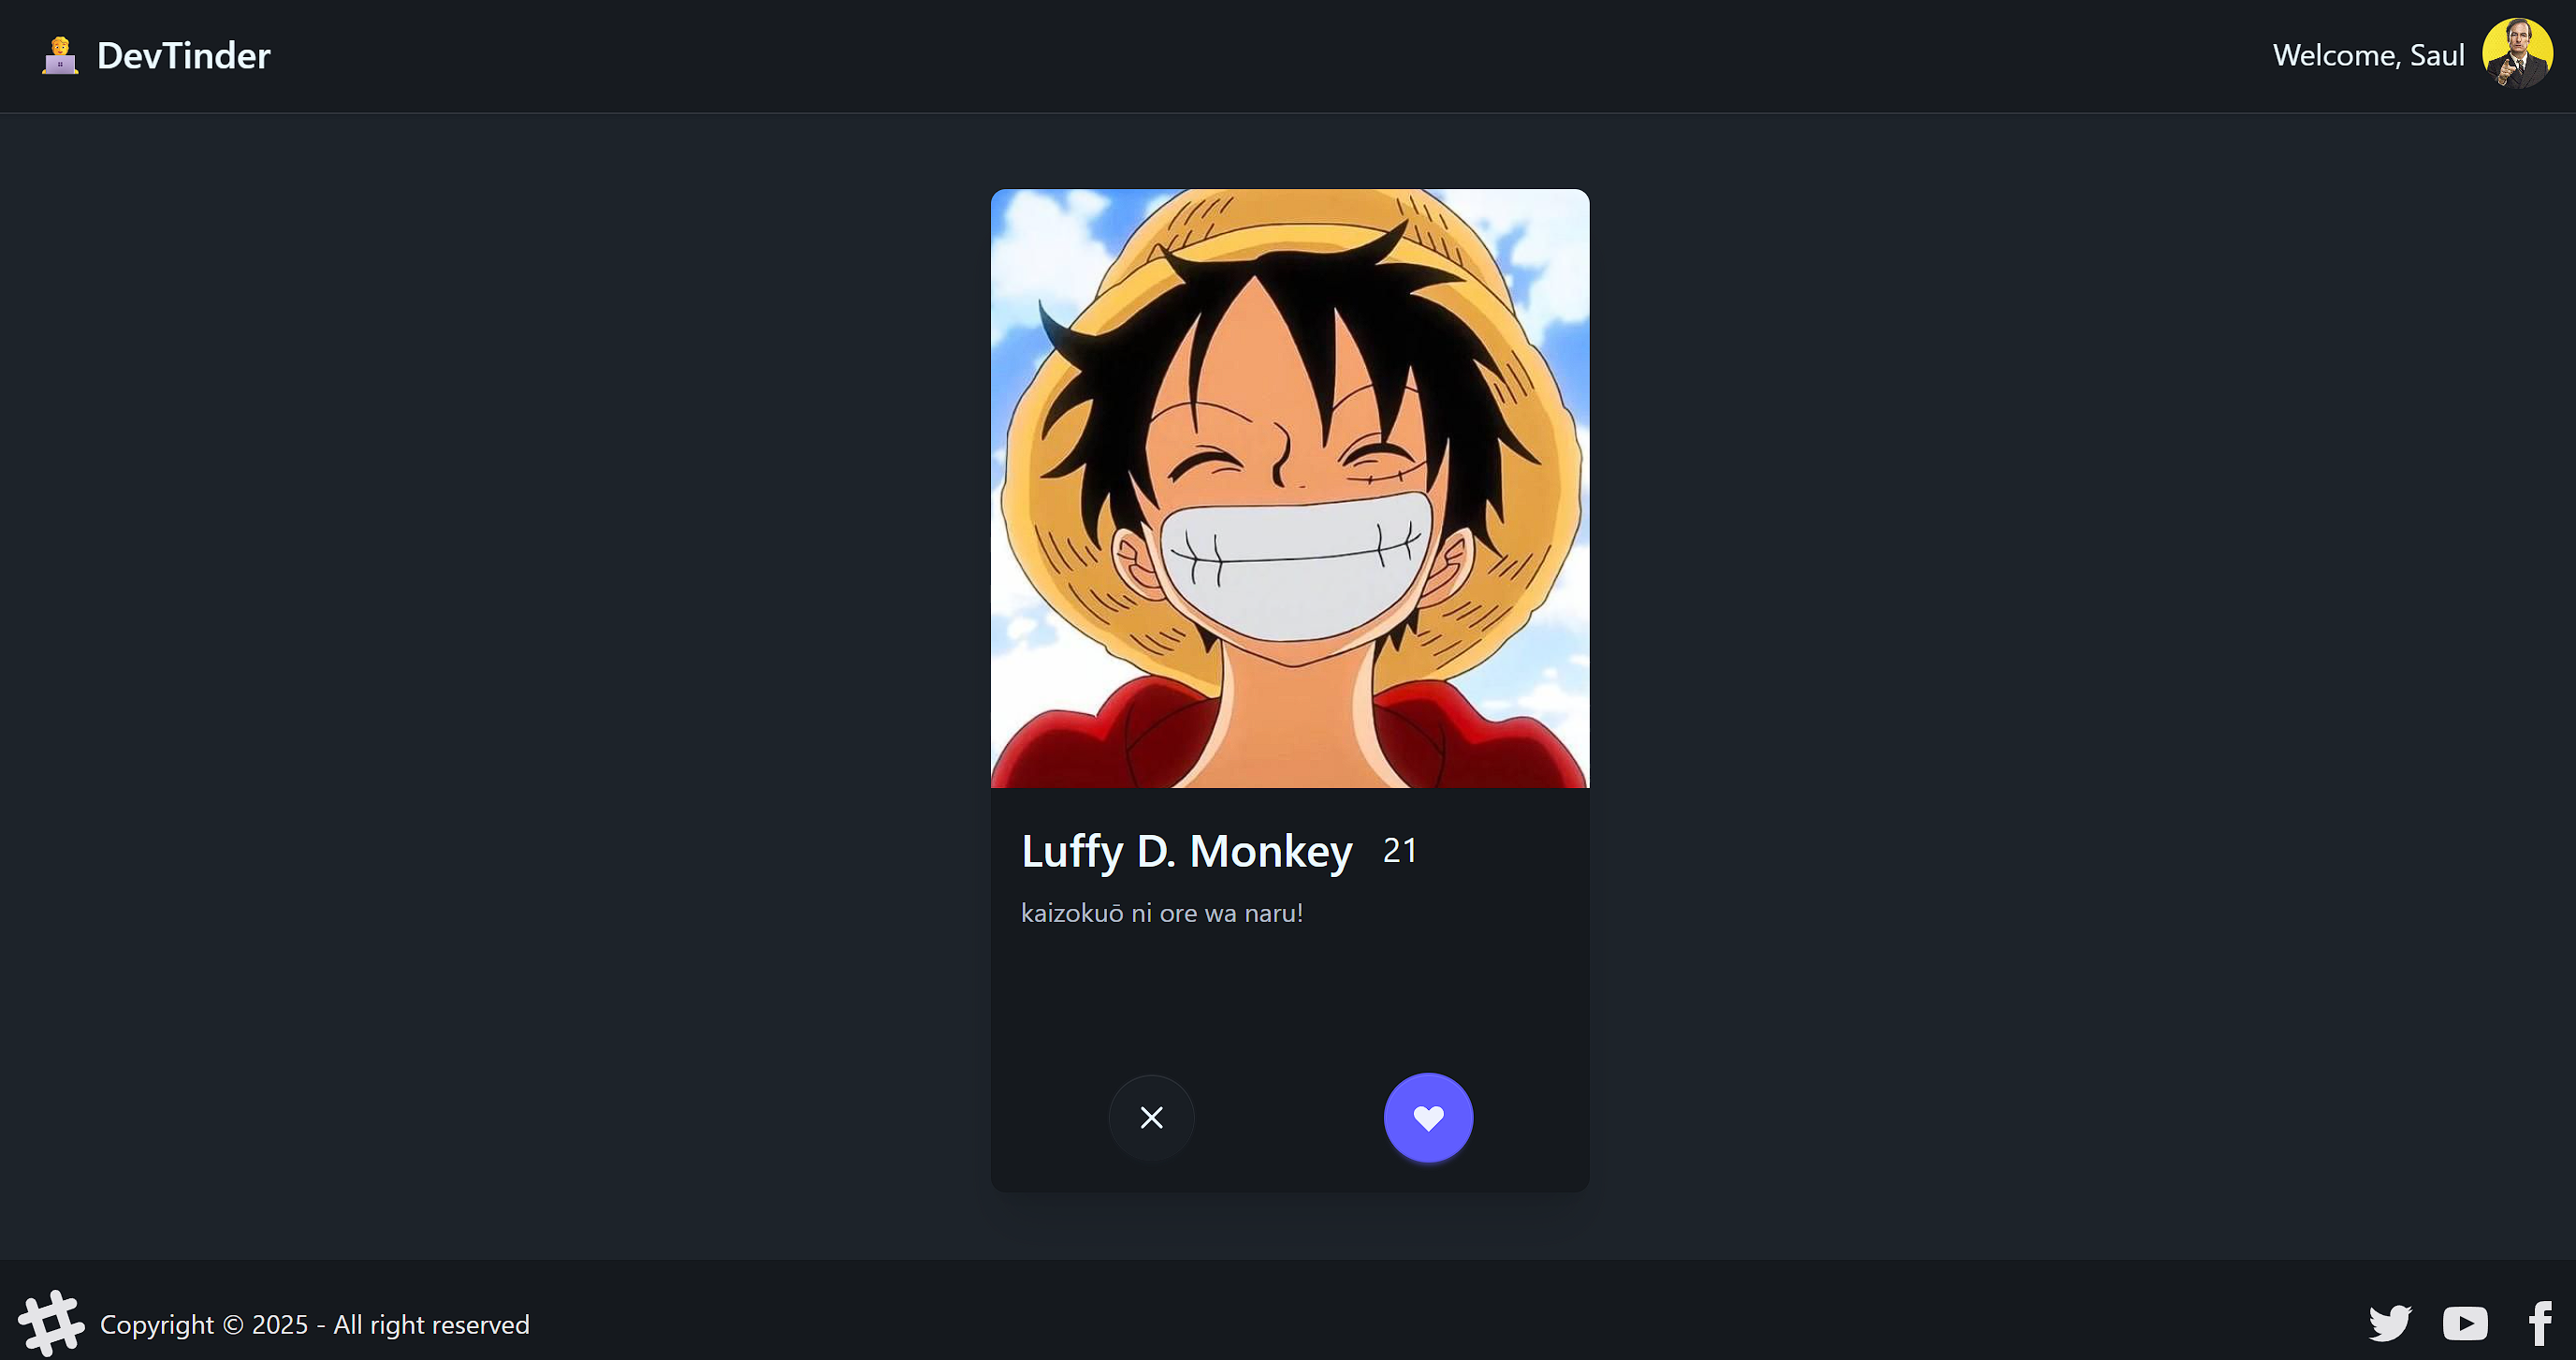 DevTinder
Welcome, Saul
Luffy D. Monkey 21
kaizokuō ni ore wa naru!
Copyright © 2025 - All right reserved